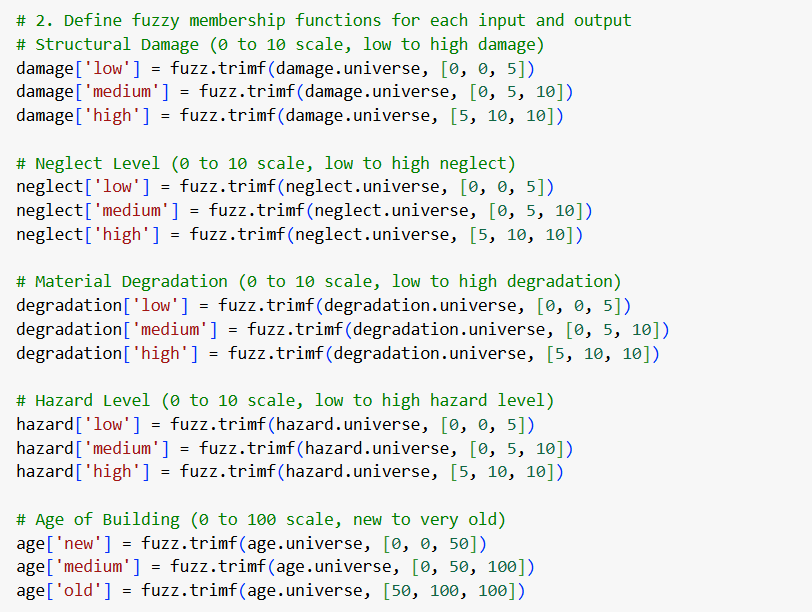 # 2. Define fuzzy membership functions for each input and output
# Structural Damage (0 to 10 scale, low to high damage)
damage['low'] = fuzz.trimf(damage.universe, [0, 0, 5])
damage['medium'] = fuzz.trimf(damage.universe, [0, 5, 10])
damage['high'] = fuzz.trimf(damage.universe, [5, 10, 10])
# Neglect Level (0 to 10 scale, low to high neglect)
neglect['low'] = fuzz.trimf(neglect.universe, [0, 0, 5])
neglect['medium'] = fuzz.trimf(neglect.universe, [0, 5, 10])
neglect['high'] = fuzz.trimf(neglect.universe, [5, 10, 10])
# Material Degradation (0 to 10 scale, low to high degradation)
degradation['low'] = fuzz.trimf(degradation.universe, [0, 0, 5])
degradation['medium'] = fuzz.trimf(degradation.universe, [0, 5, 10])
degradation['high'] = fuzz.trimf(degradation.universe, [5, 10, 10])
# Hazard Level (0 to 10 scale, low to high hazard level)
hazard['low'] = fuzz.trimf(hazard.universe, [0, 0, 5])
hazard['medium'] = fuzz.trimf(hazard.universe, [0, 5, 10])
hazard['high'] = fuzz.trimf(hazard.universe, [5, 10, 10])
# Age of Building (0 to 100 scale, new to very old)
age['new'] = fuzz.trimf(age.universe, [0, 0, 50])
age['medium'] = fuzz.trimf(age.universe, [0, 50, 100])
age['old'] = fuzz.trimf(age.universe, [50, 100, 100])